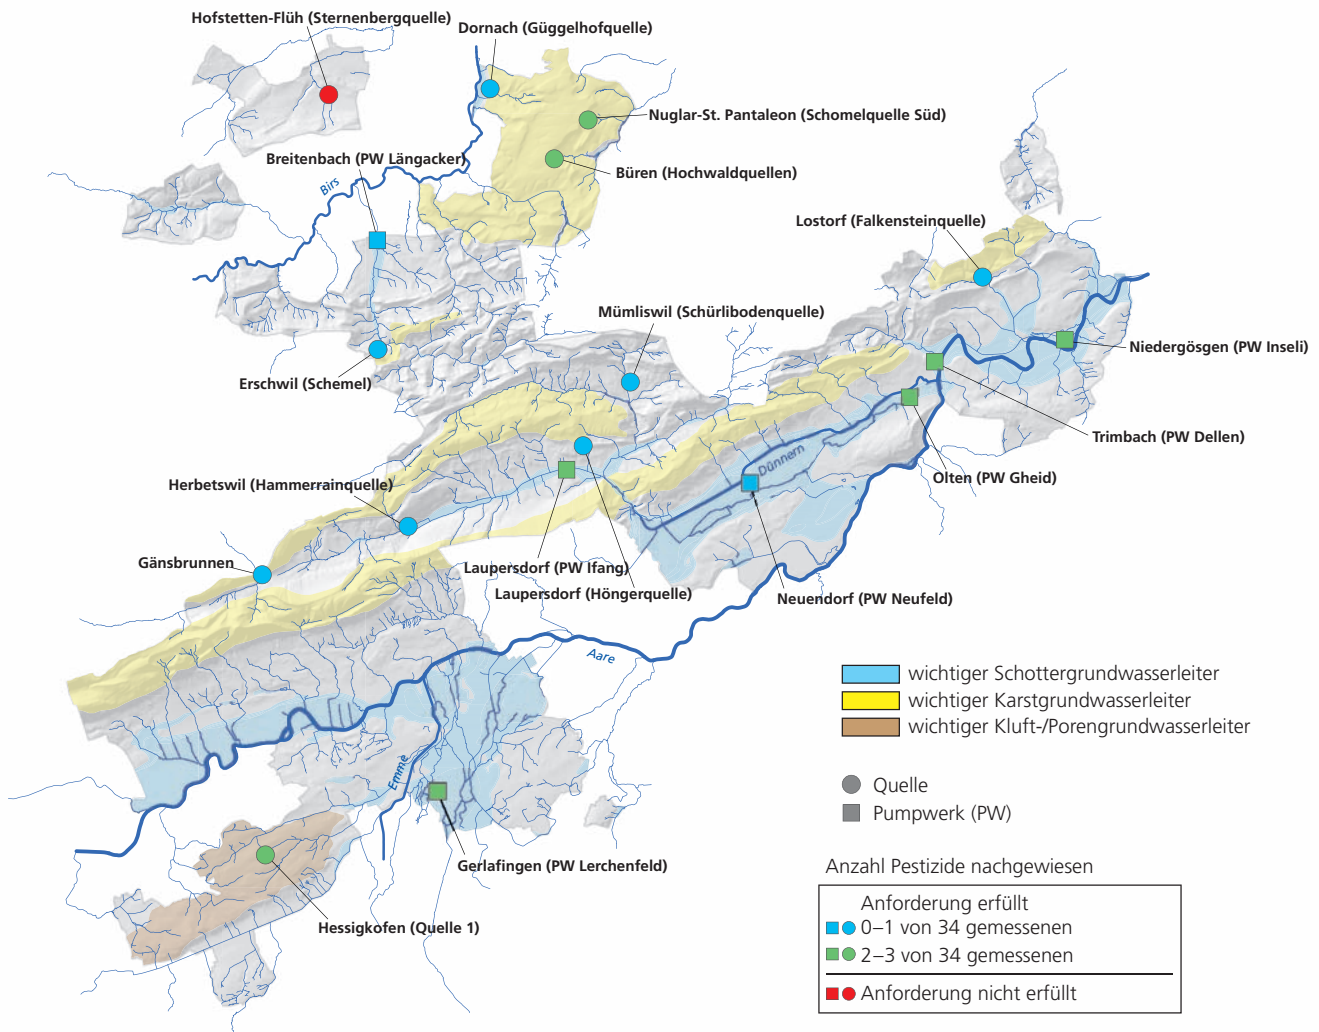 Hofstetten-Flüh (Sternenbergquelle)
Dornach (Güggelhofquelle)
Nuglar-St. Pantaleon (Schomelquelle Süd)
Breitenbach (PW Längacker)
Büren (Hochwaldquellen)
Birs
Lostorf (Falkensteinquelle)
Mümliswil (Schürlibodenquelle)
Niedergösgen (PW Inseli)
Erschwil (Schemel)
Trimbach (PW Dellen)
Dünnern
Olten (PW Gheid)
Herbetswil (Hammerrainquelle)
Gänsbrunnen
Laupersdorf (PW Ifang)
Laupersdorf (Höngerquelle)
Neuendorf (PW Neufeld)
Aare
Emme
Gerlafingen (PW Lerchenfeld)
Hessigkofen (Quelle 1)
wichtiger Schottergrundwasserleiter
wichtiger Karstgrundwasserleiter
wichtiger Kluft-/Porengrundwasserleiter
Quelle
Pumpwerk (PW)
Anzahl Pestizide nachgewiesen
Anforderung erfüllt
0–1 von 34 gemessenen
2–3 von 34 gemessenen
Anforderung nicht erfüllt